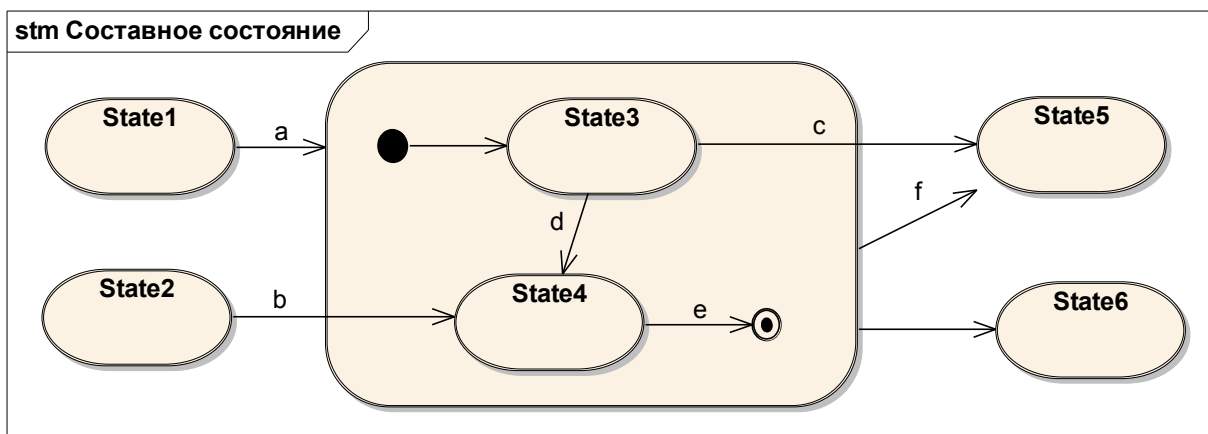 stm Составное состояние
State1
a
State3
c
State5
d
f
State2
b
State4
e
State6